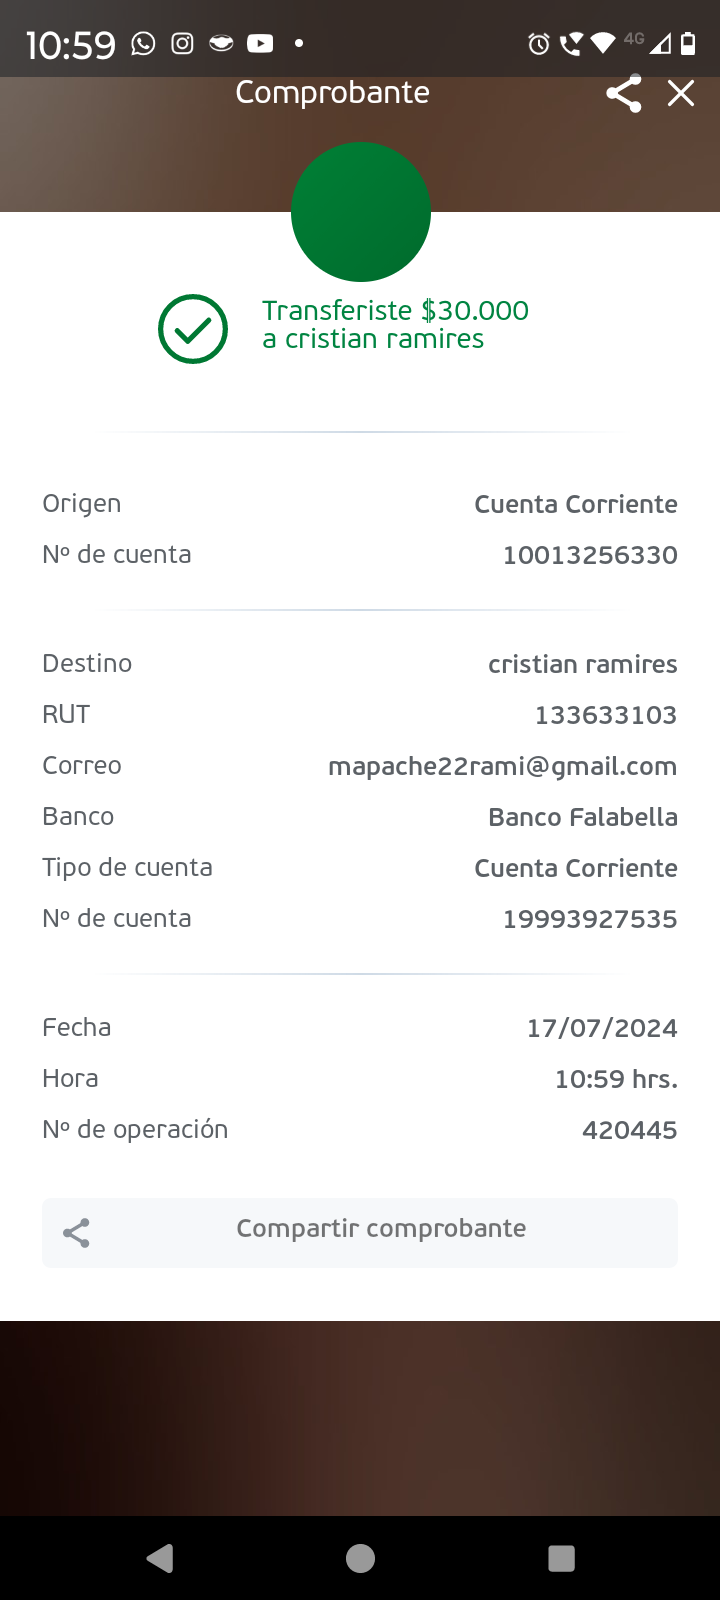 10:59
4G
Comprobante
Transferiste $30.000
a cristian ramires
Origen Cuenta Corriente
Nº de cuenta 10013256330
Destino cristian ramires
RUT 133633103
Correo mapache22rami@gmail.com
Banco Banco Falabella
Tipo de cuenta Cuenta Corriente
Nº de cuenta 19993927535
Fecha 17/07/2024
Hora 10:59 hrs.
Nº de operación 420445
Compartir comprobante